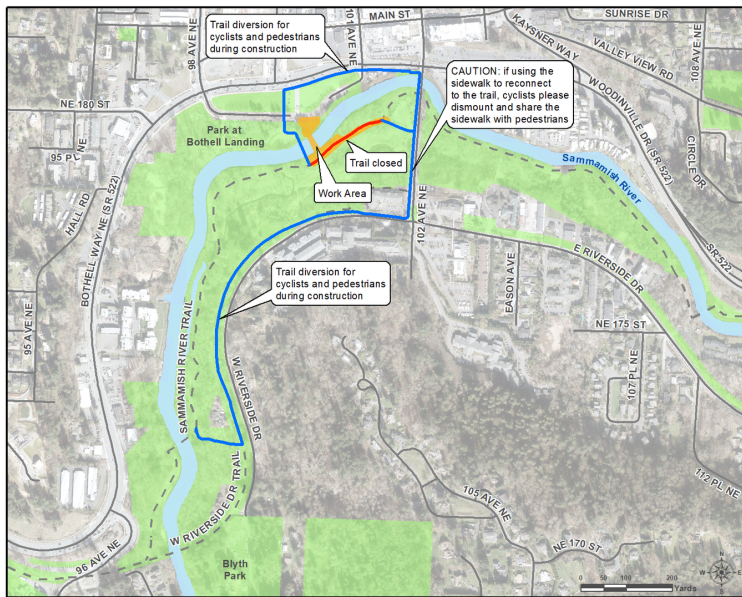 Trail diversion for
cyclists and pedestrians
during construction
101 AVE NE
MAIN ST
SUNRISE DR
KAYSNER WAY
VALLEY VIEW RD
108 AVE NE
98 AVE NE
WOODINVILLE DR (SR-522)
CAUTION: if using the
sidewalk to reconnect
to the trail, cyclists please
dismount and share the
sidewalk with pedestrians
NE 180 ST
Park at
Bothell Landing
95 PL NE
Trail closed
Work Area
CIRCLE DR
Sammamish
River
HALL RD
BOTHELL WAY NE (SR 522)
102 AVE NE
SR-522
E RIVERSIDE DR
EASON AVE
Trail diversion for
cyclists and pedestrians
during construction
NE 175 ST
95 AVE NE
SAMMAMISH RIVER TRAIL
W RIVERSIDE DR
107 PL NE
W RIVERSIDE DR TRAIL
105 AVE NE
112 PL NE
96 AVE NE
NE 170 ST
Blyth
Park
N
W E
S
0 50 100 200
Yards